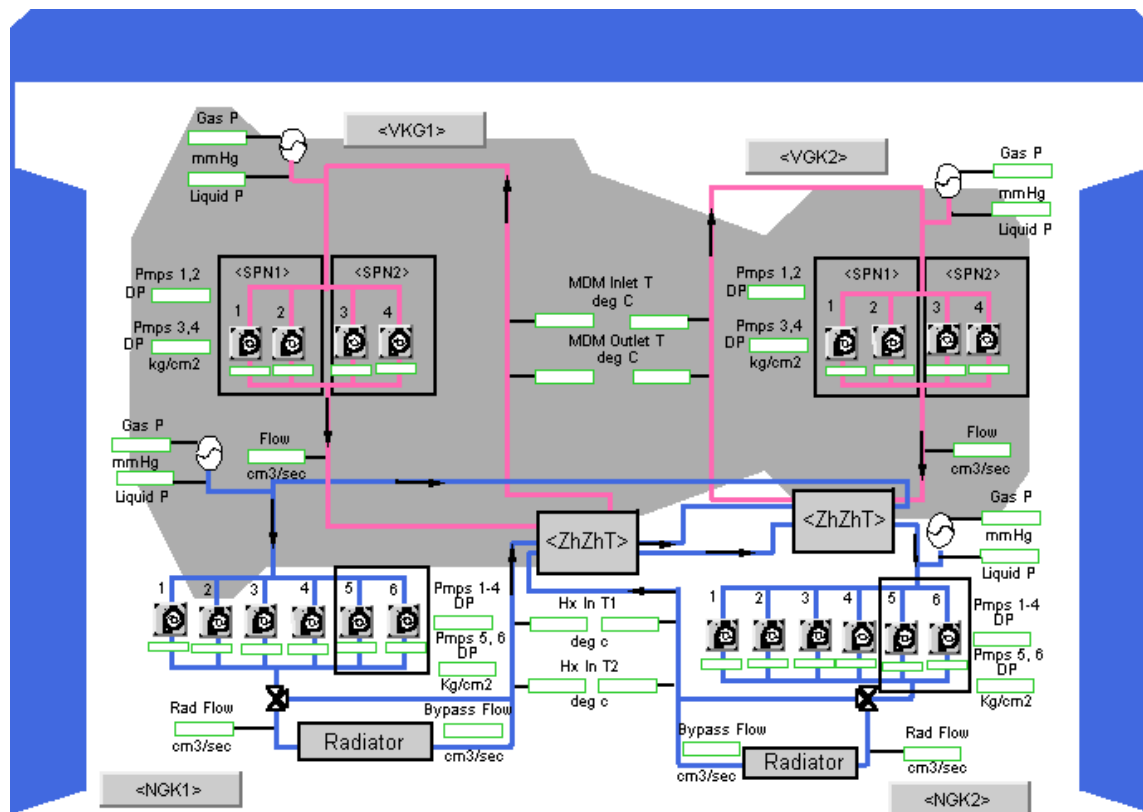 <VKG1>
<VGK2>
Gas P
mmHg
Liquid P
Gas P
mmHg
Liquid P
Pmps 1,2
DP
Pmps 3,4
DP
kg/cm2
<SPN1>
<SPN2>
1
2
3
4
MDM Inlet T
deg C
MDM Outlet T
deg C
Pmps 1,2
DP
Pmps 3,4
DP
kg/cm2
<SPN1>
<SPN2>
1
2
3
4
Gas P
mmHg
Liquid P
Flow
cm3/sec
Flow
cm3/sec
<ZhZhT>
<ZhZhT>
Gas P
mmHg
Liquid P
1
2
3
4
5
6
Pmps 1-4
DP
Pmps 5, 6
DP
Kg/cm2
Hx In T1
deg c
Hx In T2
deg c
1
2
3
4
5
6
Pmps 1-4
DP
Pmps 5, 6
DP
Kg/cm2
Rad Flow
cm3/sec
Radiator
Bypass Flow
cm3/sec
Bypass Flow
cm3/sec
Radiator
Rad Flow
cm3/sec
<NGK1>
<NGK2>